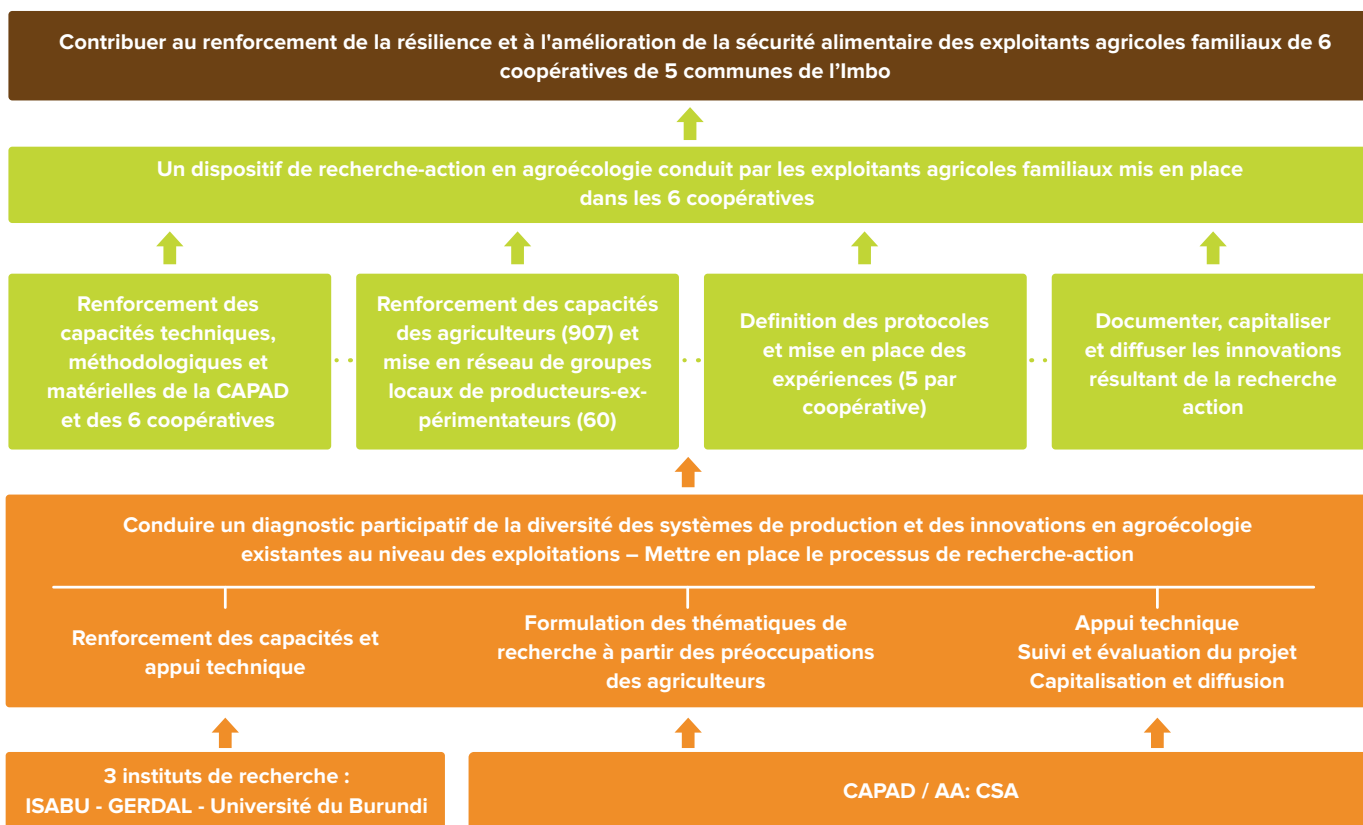 Contribuer au renforcement de la résilience et à l'amélioration de la sécurité alimentaire des exploitants agricoles familiaux de 6
coopératives de 5 communes de l’Imbo
Un dispositif de recherche-action en agroécologie conduit par les exploitants agricoles familiaux mis en place
dans les 6 coopératives
Renforcement des
capacités techniques,
méthodologiques et
matérielles de la CAPAD
et des 6 coopératives
Renforcement des capacités
des agriculteurs (907) et
mise en réseau de groupes
locaux de producteurs-ex-
périmentateurs (60)
Definition des protocoles
et mise en place des
expériences (5 par
coopérative)
Documenter, capitaliser
et diffuser les innovations
résultant de la recherche
action
Conduire un diagnostic participatif de la diversité des systèmes de production et des innovations en agroécologie
existantes au niveau des exploitations – Mettre en place le processus de recherche-action
Renforcement des capacités et
appui technique
Formulation des thématiques de
recherche à partir des préoccupations
des agriculteurs
Appui technique
Suivi et évaluation du projet
Capitalisation et diffusion
3 instituts de recherche :
ISABU - GERDAL - Université du Burundi
CAPAD / AA: CSA